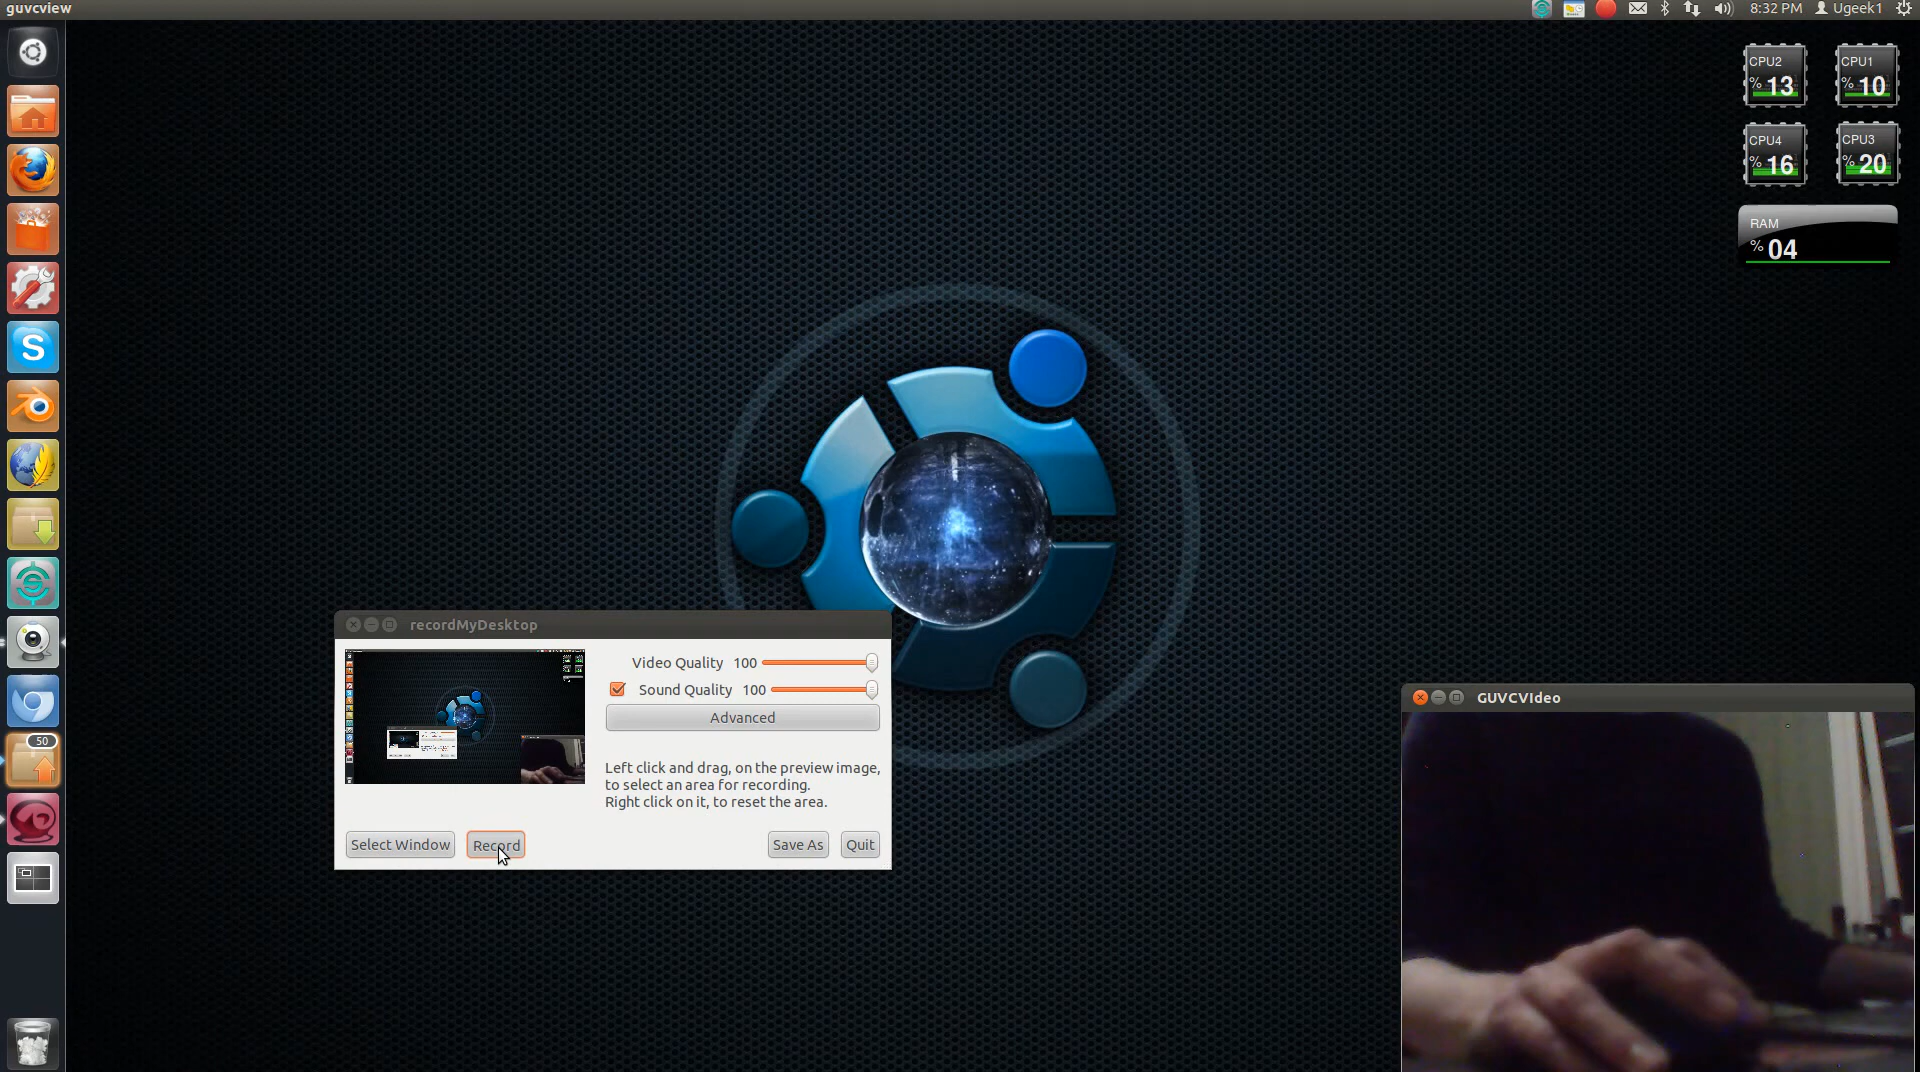 guvcview
8:32 PM
Ugeek1
CPU2
% 13
CPU1
% 10
CPU4
% 16
CPU3
% 20
RAM
% 04
S
50
recordMyDesktop
Video Quality 100
Sound Quality 100
Advanced
Left click and drag, on the preview image,
to select an area for recording.
Right click on it, to reset the area.
Select Window
Record
Save As
Quit
GUVCVIdeo